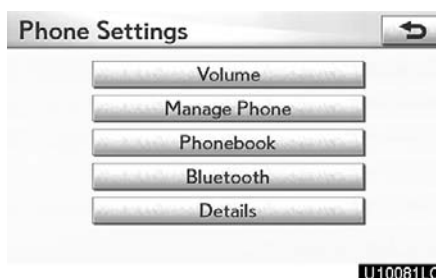 Phone Settings
Volume
Manage Phone
Phonebook
Bluetooth
Details
U10081LC